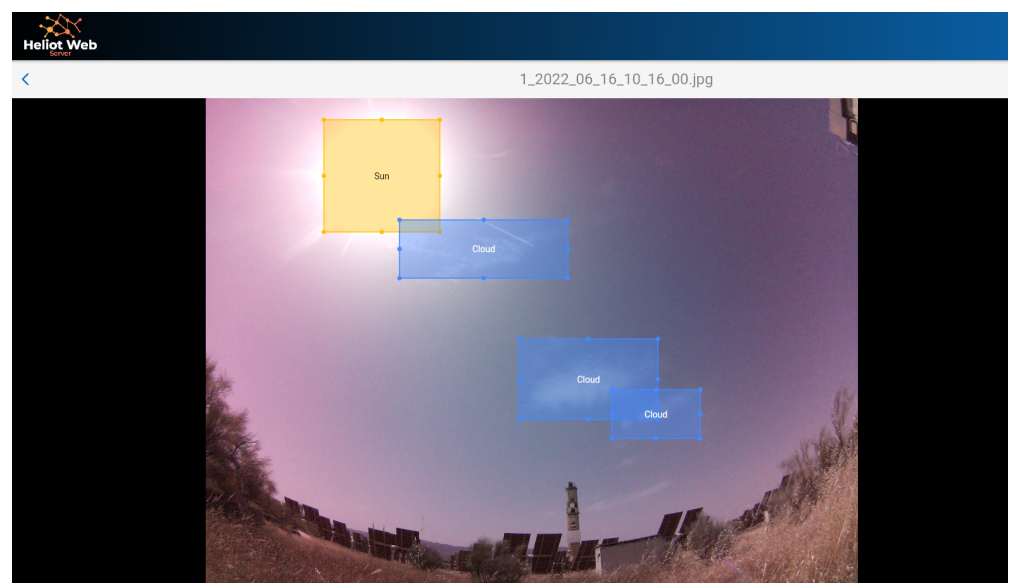 Heliot Web
Server
1_2022_06_16_10_16_00.jpg
Sun
Cloud
Cloud
Cloud